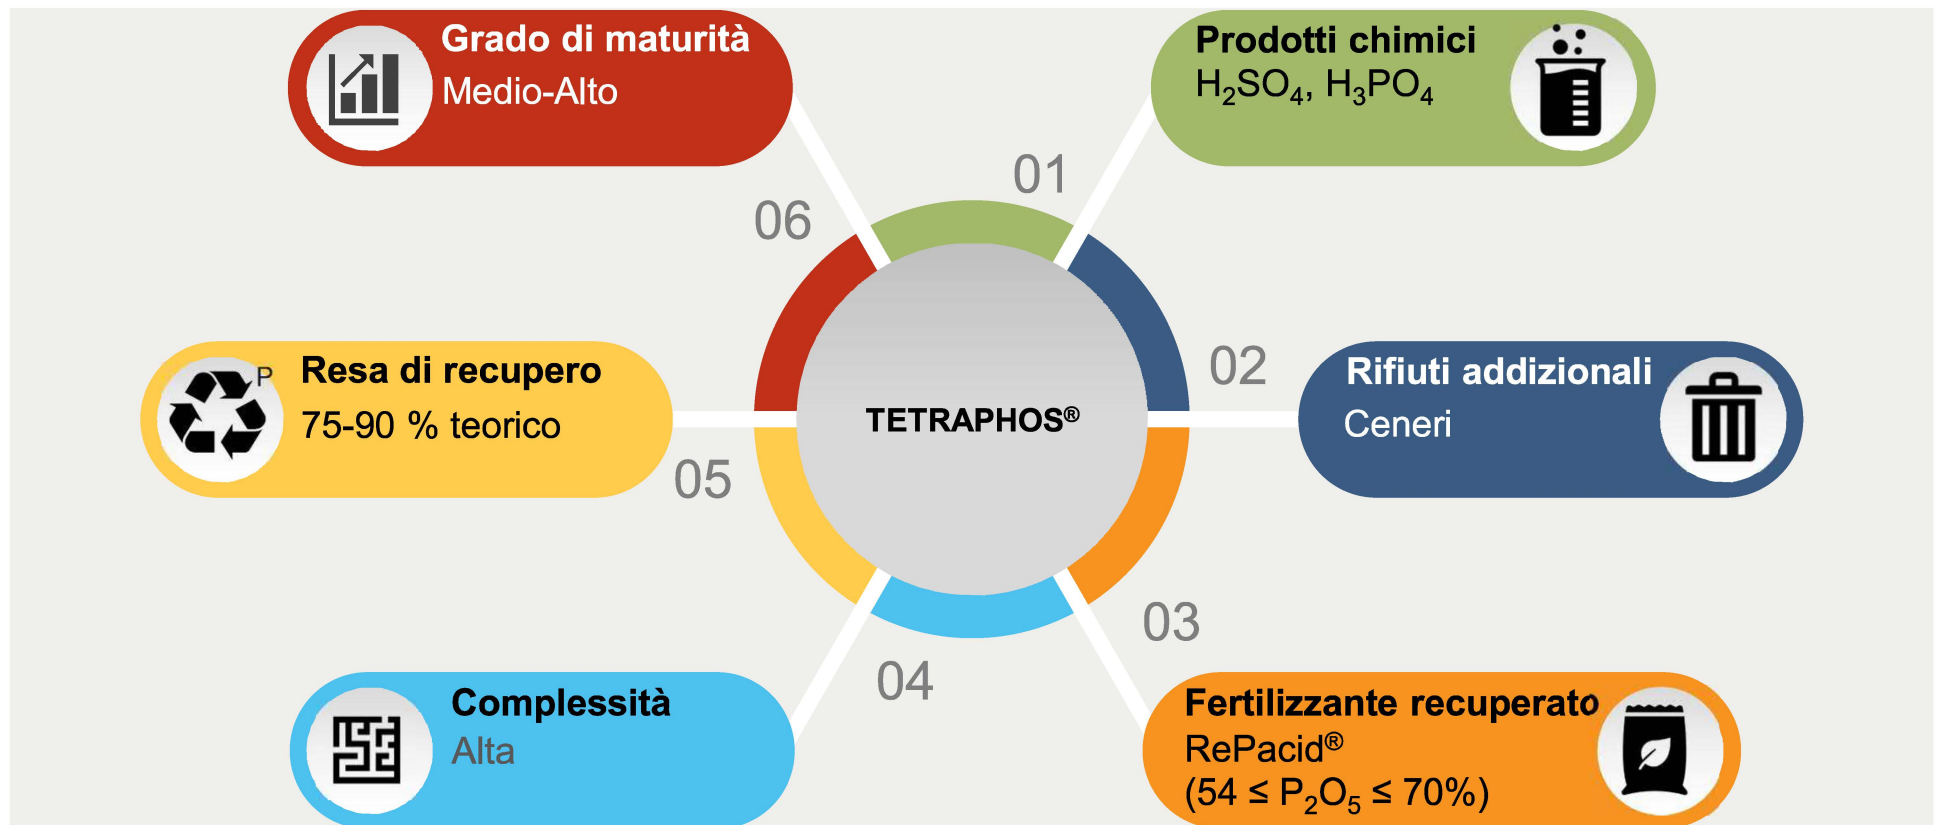 Grado di maturità
Medio-Alto
Prodotti chimici
H₂SO₄, H₃PO₄
01
06
02
Rifiuti addizionali
Ceneri
P
Resa di recupero
75-90 % teorico
05
TETRAPHOS®
03
04
Complessità
Alta
Fertilizzante recuperato
RePacid®
(54 ≤ P₂O₅ ≤ 70%)